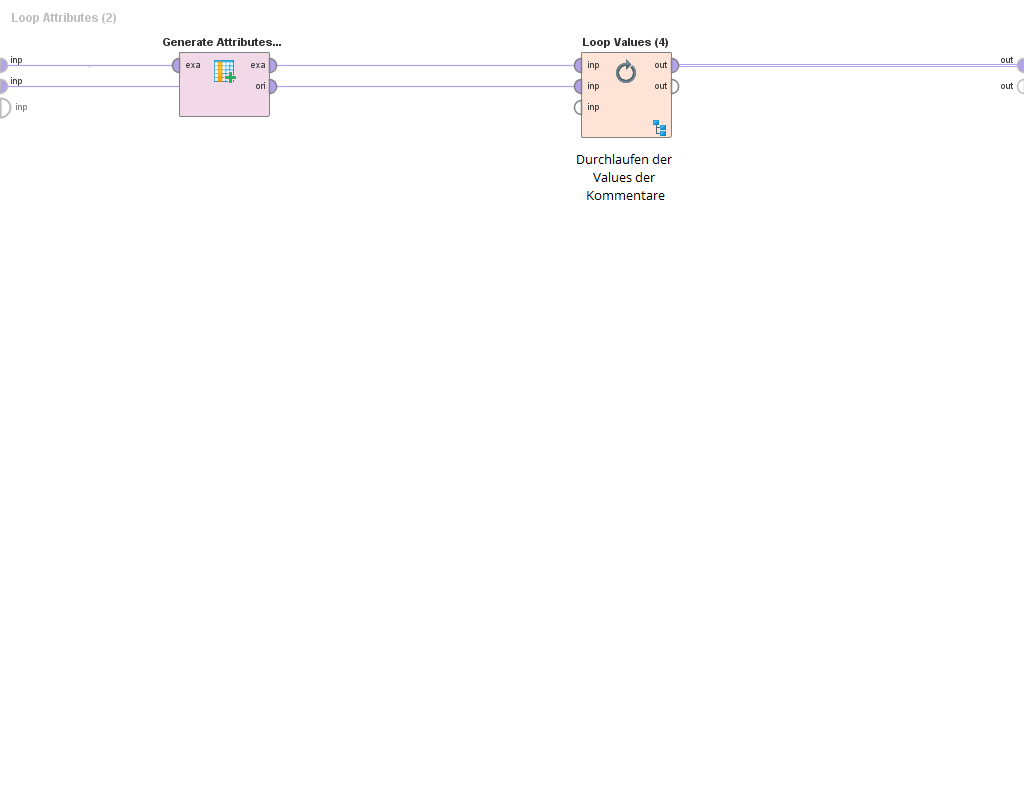 Loop Attributes (2)
Generate Attributes...
Loop Values (4)
inp
inp
inp
exa
exa
ori
inp
inp
inp
out
out
out
out
Durchlaufen der
Values der
Kommentare